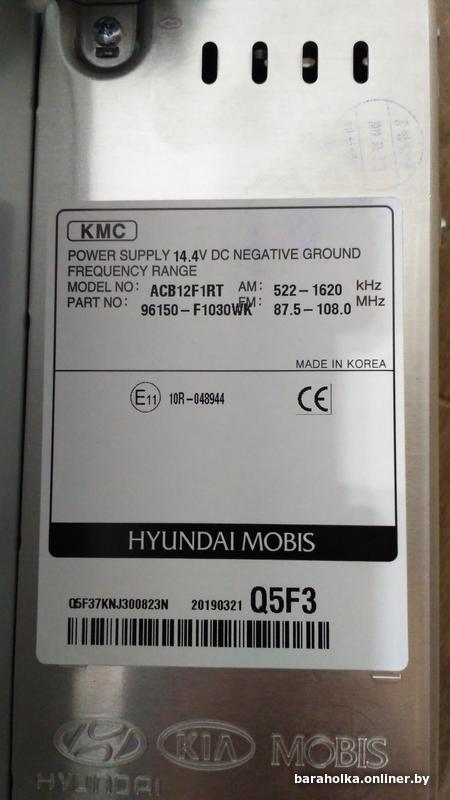 KMC
POWER SUPPLY 14.4V DC NEGATIVE GROUND
FREQUENCY RANGE
MODEL NO: ACB12F1RT AM: 522-1620 kHz
PART NO: 96150-F1030WK FM: 87.5-108.0 MHz
MADE IN KOREA
E11 10R-048944 CE
HYUNDAI MOBIS
Q5F37KNJ300823N 20190321 Q5F3
KIA MOBIS
HYUNDAI
baraholka.onliner.by